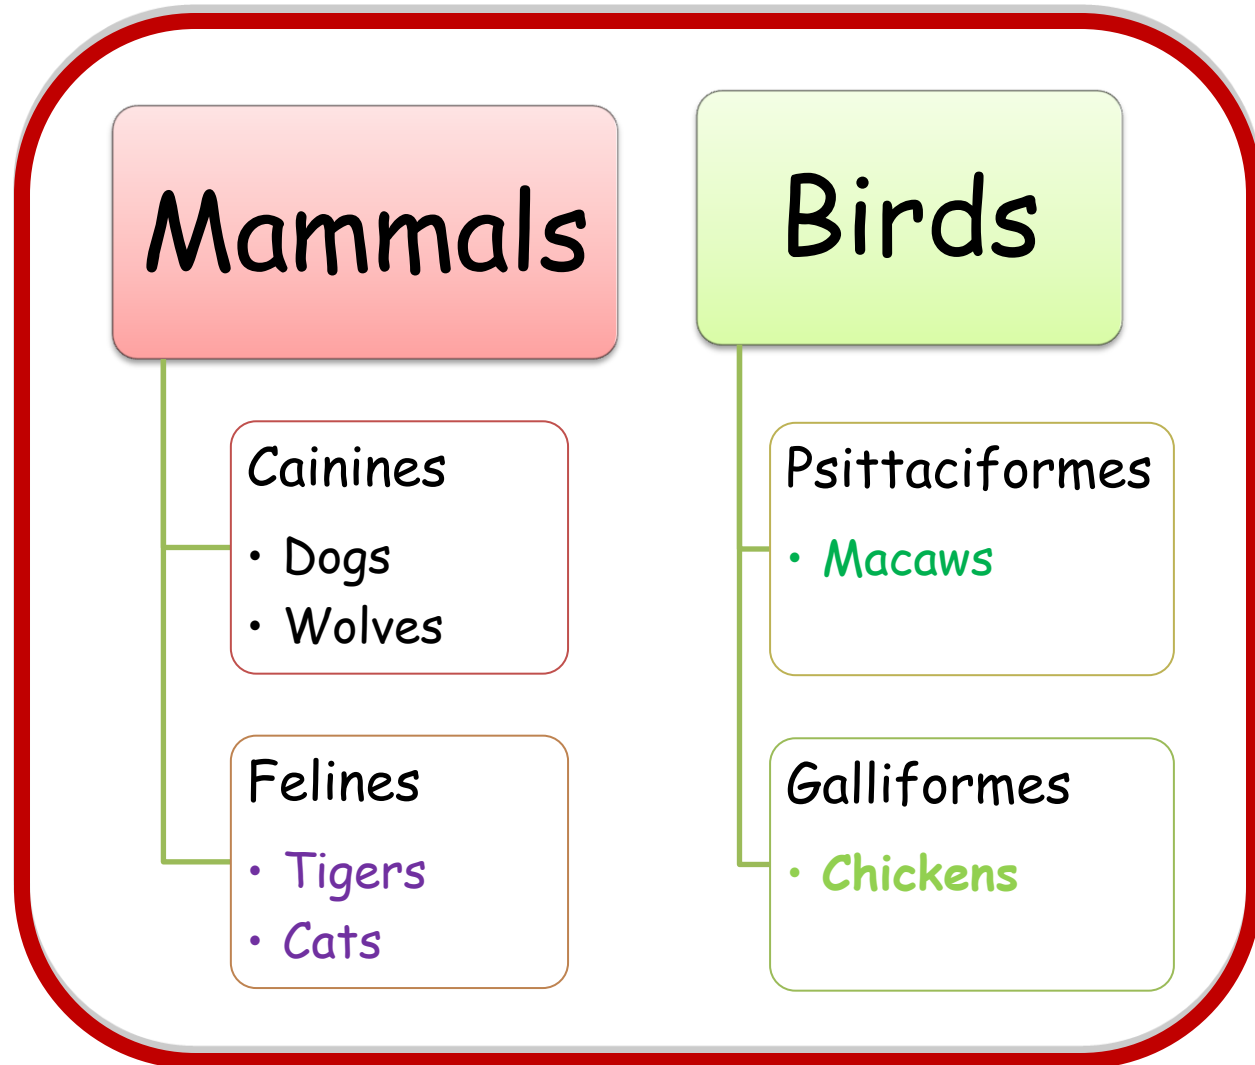 Mammals
Cainines
• Dogs
• Wolves
Felines
• Tigers
• Cats
Birds
Psittaciformes
• Macaws
Galliformes
• Chickens